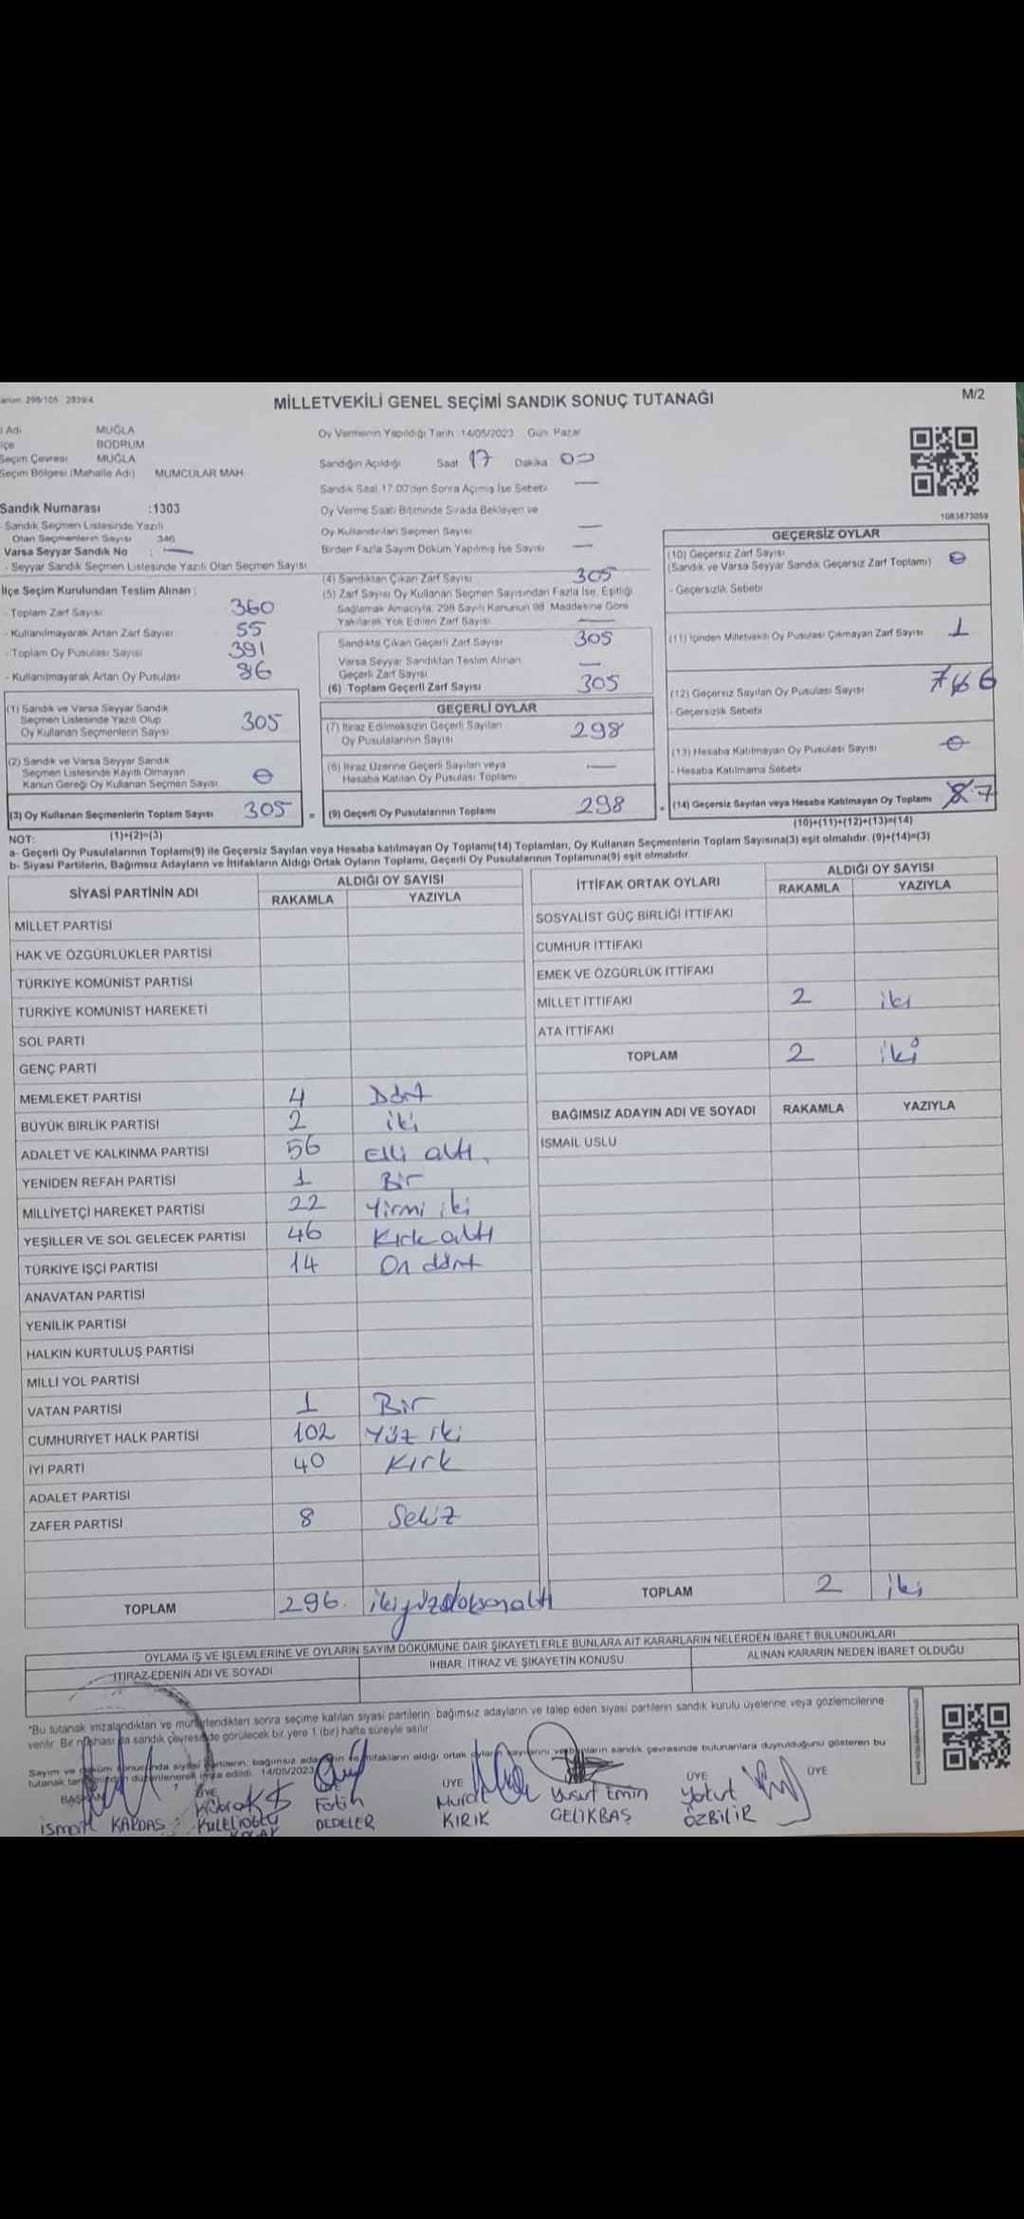 anun: 298/105 : 2839/4
MİLLETVEKİLİ GENEL SEÇİMİ SANDIK SONUÇ TUTANAĞI
M/2
l Adı MUĞLA
lçe BODRUM
Seçim Çevresi MUĞLA
Seçim Bölgesi (Mahalle Adı) MUMCULAR MAH
Oy Vermenin Yapıldığı Tarih :14/05/2023 Gün: Pazar
Sandığın Açıldığı Saat 17 Dakika 00
Sandık Saat 17.00'den Sonra Açılmış İse Sebebi —
Oy Verme Saati Bitiminde Sırada Bekleyen ve
Oy Kullandırılan Seçmen Sayısı —
Birden Fazla Sayım Döküm Yapılmış İse Sayısı —
1083673059
Sandık Numarası :1303
- Sandık Seçmen Listesinde Yazılı
Olan Seçmenlerin Sayısı 346
Varsa Seyyar Sandık No : —
- Seyyar Sandık Seçmen Listesinde Yazılı Olan Seçmen Sayısı
İlçe Seçim Kurulundan Teslim Alınan :
- Toplam Zarf Sayısı 360
- Kullanılmayarak Artan Zarf Sayısı 55
- Toplam Oy Pusulası Sayısı 391
- Kullanılmayarak Artan Oy Pusulası 86
(1) Sandık ve Varsa Seyyar Sandık
Seçmen Listesinde Yazılı Olup
Oy Kullanan Seçmenlerin Sayısı 305
(2) Sandık ve Varsa Seyyar Sandık
Seçmen Listesinde Kayıtlı Olmayan
Kanun Gereği Oy Kullanan Seçmen Sayısı 0
(3) Oy Kullanan Seçmenlerin Toplam Sayısı 305 =
(1)+(2)=(3)
(4) Sandıktan Çıkan Zarf Sayısı 305
(5) Zarf Sayısı Oy Kullanan Seçmen Sayısından Fazla İse, Eşitliği
Sağlamak Amacıyla, 298 Sayılı Kanunun 98. Maddesine Göre
Yakılarak Yok Edilen Zarf Sayısı —
Sandıkta Çıkan Geçerli Zarf Sayısı 305
Varsa Seyyar Sandıktan Teslim Alınan
Geçerli Zarf Sayısı —
(6) Toplam Geçerli Zarf Sayısı 305
GEÇERLİ OYLAR
(7) İtiraz Edilmeksizin Geçerli Sayılan
Oy Pusulalarının Sayısı 298
(8) İtiraz Üzerine Geçerli Sayılan veya
Hesaba Katılan Oy Pusulası Toplamı —
(9) Geçerli Oy Pusulalarının Toplamı 298 +
GEÇERSİZ OYLAR
(10) Geçersiz Zarf Sayısı
(Sandık ve Varsa Seyyar Sandık Geçersiz Zarf Toplamı) 0
- Geçersizlik Sebebi
(11) İçinden Milletvekili Oy Pusulası Çıkmayan Zarf Sayısı 1
(12) Geçersiz Sayılan Oy Pusulası Sayısı 6
- Geçersizlik Sebebi
(13) Hesaba Katılmayan Oy Pusulası Sayısı 0
- Hesaba Katılmama Sebebi
(14) Geçersiz Sayılan veya Hesaba Katılmayan Oy Toplamı 7
(10)+(11)+(12)+(13)=(14)
NOT:
a- Geçerli Oy Pusulalarının Toplamı(9) ile Geçersiz Sayılan veya Hesaba katılmayan Oy Toplamı(14) Toplamları, Oy Kullanan Seçmenlerin Toplam Sayısına(3) eşit olmalıdır. (9)+(14)=(3)
b- Siyasi Partilerin, Bağımsız Adayların ve İttifakların Aldığı Ortak Oyların Toplamı, Geçerli Oy Pusulalarının Toplamına(9) eşit olmalıdır.
SİYASİ PARTİNİN ADI ALDIĞI OY SAYISI
RAKAMLA YAZIYLA
MİLLET PARTİSİ
HAK VE ÖZGÜRLÜKLER PARTİSİ
TÜRKİYE KOMÜNİST PARTİSİ
TÜRKİYE KOMÜNİST HAREKETİ
SOL PARTİ
GENÇ PARTİ
MEMLEKET PARTİSİ 4 Dört
BÜYÜK BİRLİK PARTİSİ 2 iki
ADALET VE KALKINMA PARTİSİ 56 Elli altı
YENİDEN REFAH PARTİSİ 1 Bir
MİLLİYETÇİ HAREKET PARTİSİ 22 Yirmi iki
YEŞİLLER VE SOL GELECEK PARTİSİ 46 Kırk altı
TÜRKİYE İŞÇİ PARTİSİ 14 On dört
ANAVATAN PARTİSİ
YENİLİK PARTİSİ
HALKIN KURTULUŞ PARTİSİ
MİLLİ YOL PARTİSİ
VATAN PARTİSİ 1 Bir
CUMHURİYET HALK PARTİSİ 102 Yüz iki
İYİ PARTİ 40 Kırk
ADALET PARTİSİ
ZAFER PARTİSİ 8 Sekiz
TOPLAM 296 ikiyüzdoksanaltı
İTTİFAK ORTAK OYLARI ALDIĞI OY SAYISI
RAKAMLA YAZIYLA
SOSYALİST GÜÇ BİRLİĞİ İTTİFAKI
CUMHUR İTTİFAKI
EMEK VE ÖZGÜRLÜK İTTİFAKI
MİLLET İTTİFAKI 2 iki
ATA İTTİFAKI
TOPLAM 2 iki
BAĞIMSIZ ADAYIN ADI VE SOYADI RAKAMLA YAZIYLA
İSMAİL USLU
TOPLAM 2 iki
OYLAMA İŞ VE İŞLEMLERİNE VE OYLARIN SAYIM DÖKÜMÜNE DAİR ŞİKAYETLERLE BUNLARA AİT KARARLARIN NELERDEN İBARET BULUNDUKLARI
İTİRAZ EDENİN ADI VE SOYADI İHBAR, İTİRAZ VE ŞİKAYETİN KONUSU ALINAN KARARIN NEDEN İBARET OLDUĞU
"Bu tutanak imzalandıktan ve mühürlendikten sonra seçime katılan siyasi partilerin, bağımsız adayların ve talep eden siyasi partilerin sandık kurulu üyelerine veya gözlemcilerine
verilir. Bir nüshası da sandık çevresinde görülecek bir yere 1 (bir) hafta süreyle asılır.
Sayım ve döküm sonucunda siyasi partilerin, bağımsız adayların ve ittifakların aldığı ortak oyların sayılarını ve bunların sandık çevresinde bulunanlara duyrulduğunu gösteren bu
tutanak tarafımızdan düzenlenerek imza edildi. 14/05/2023
BAŞKAN ÜYE ÜYE ÜYE ÜYE
ismail KARDAŞ
Fatih DEDELER
Murat KIRIK
Yusuf Emin ÇELİKBAŞ
Yakut ÖZBİLİR